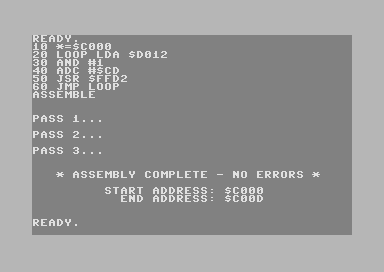 READY.
10 *=$C000
20 LOOP LDA $D012
30 AND #1
40 ADC #$CD
50 JSR $FFD2
60 JMP LOOP
ASSEMBLE
PASS 1...
PASS 2...
PASS 3...
* ASSEMBLY COMPLETE - NO ERRORS *
START ADDRESS: $C000
END ADDRESS: $C00D
READY.